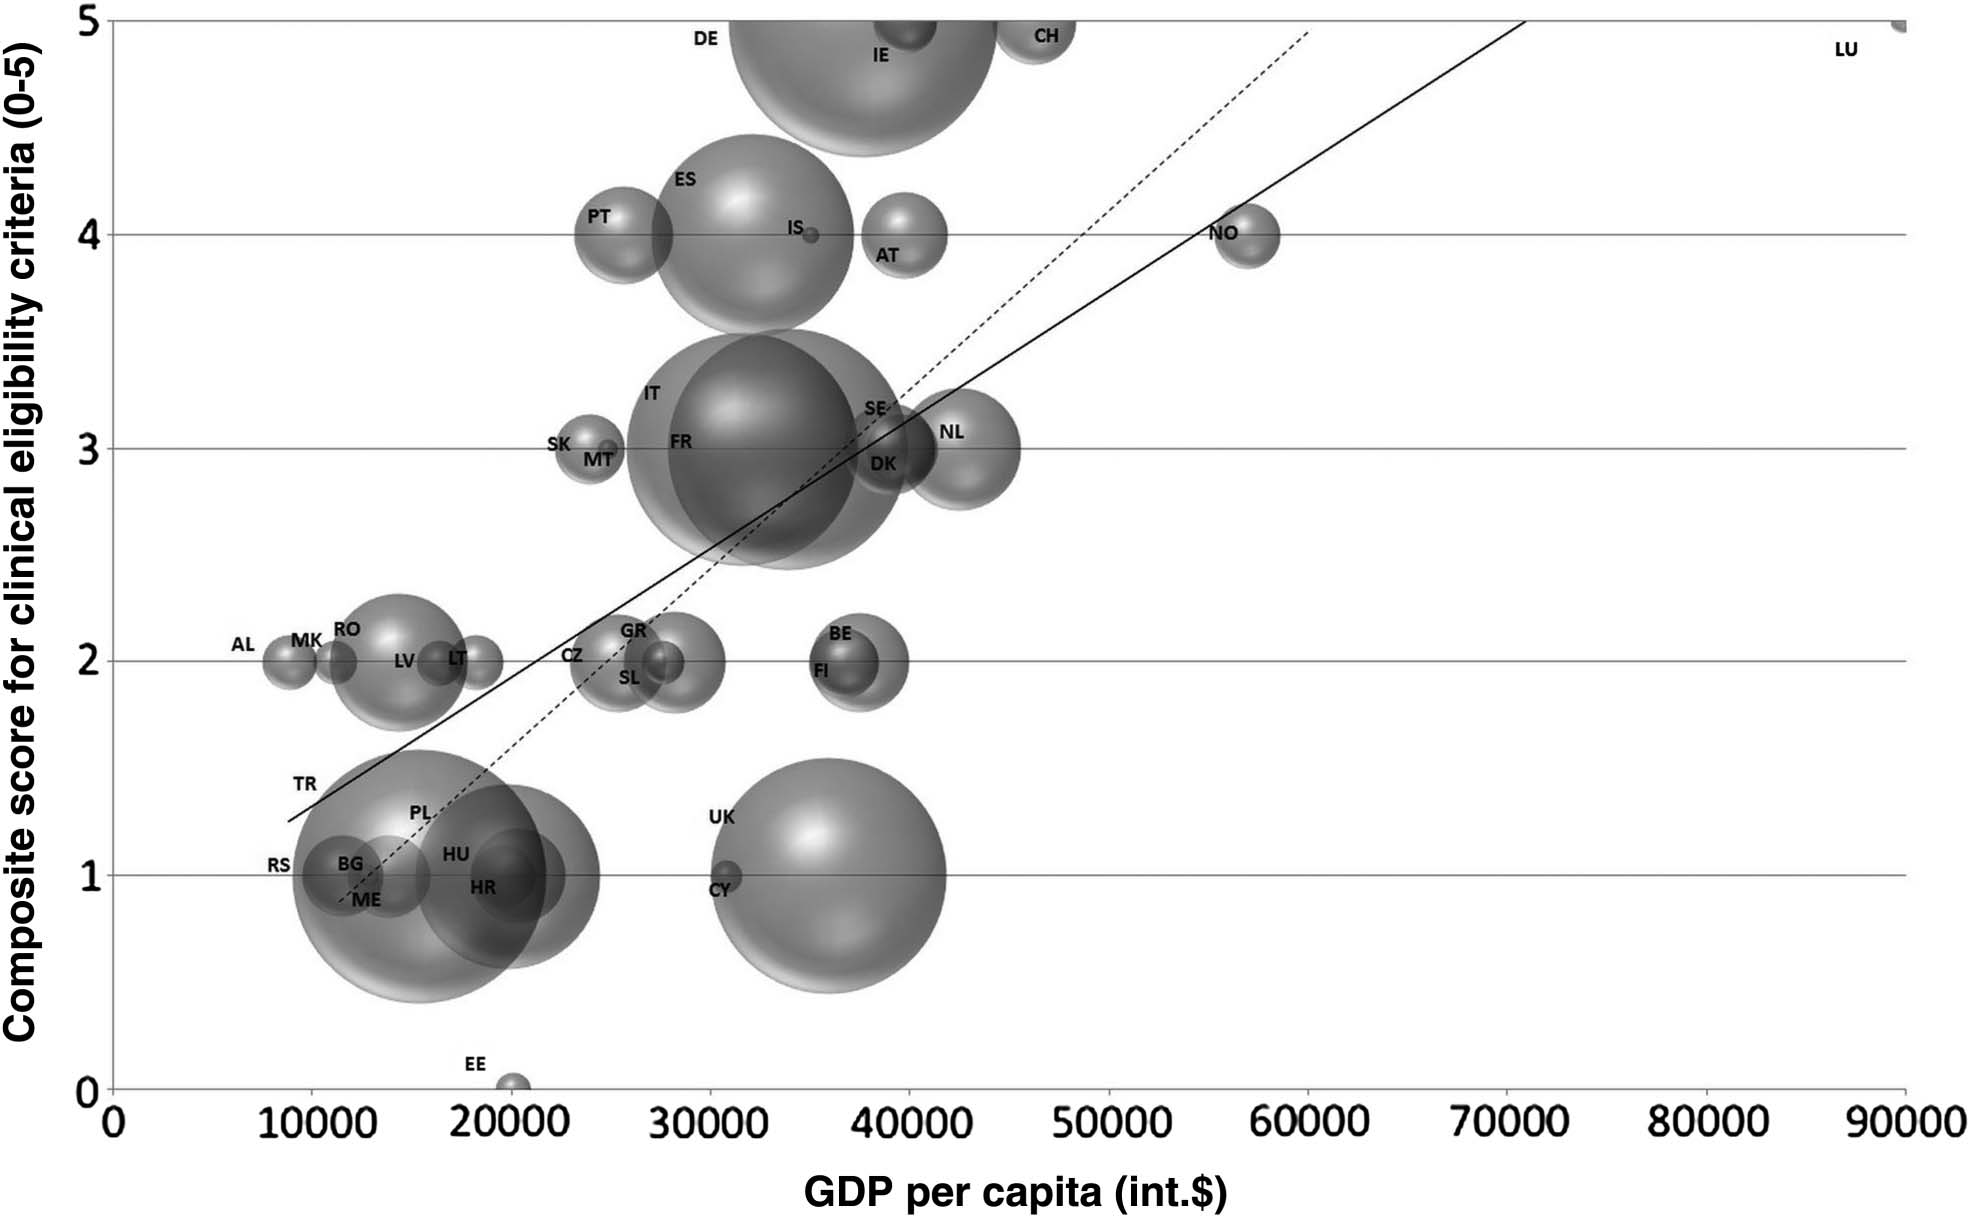 Composite score for clinical eligibility criteria (0-5)
5
DE
IE
CH
LU
ES
PT
IS
4
AT
NO
IT
SE
FR
NL
SK
3
MT
DK
AL
MK
RO
GR
BE
LV
LT
CZ
2
SL
FI
TR
PL
UK
RS
BG
HU
1
ME
HR
CY
EE
0
0 10000 20000 30000 40000 50000 60000 70000 80000 90000
GDP per capita (int.$)